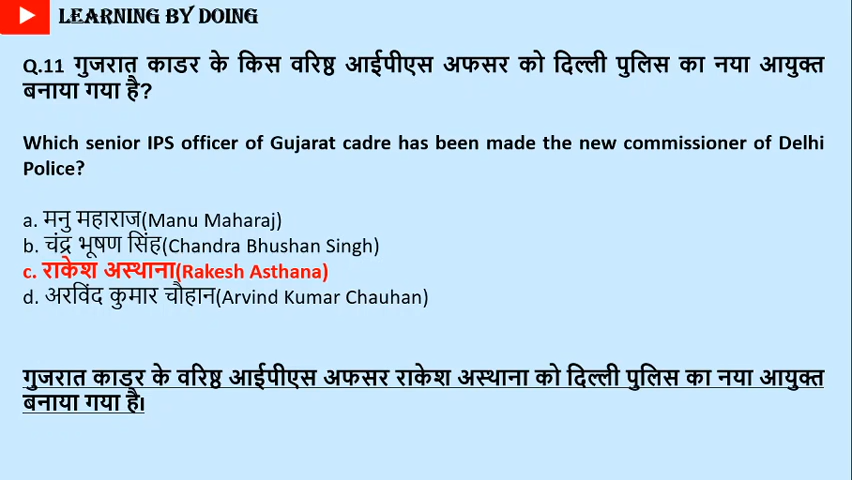 LEARNING BY DOING
Q.11 गुजरात काडर के किस वरिष्ठ आईपीएस अफसर को दिल्ली पुलिस का नया आयुक्त
बनाया गया है?
Which senior IPS officer of Gujarat cadre has been made the new commissioner of Delhi
Police?
a. मनु महाराज(Manu Maharaj)
b. चंद्र भूषण सिंह(Chandra Bhushan Singh)
c. राकेश अस्थाना(Rakesh Asthana)
d. अरविंद कुमार चौहान(Arvind Kumar Chauhan)
गुजरात काडर के वरिष्ठ आईपीएस अफसर राकेश अस्थाना को दिल्ली पुलिस का नया आयुक्त
बनाया गया है।